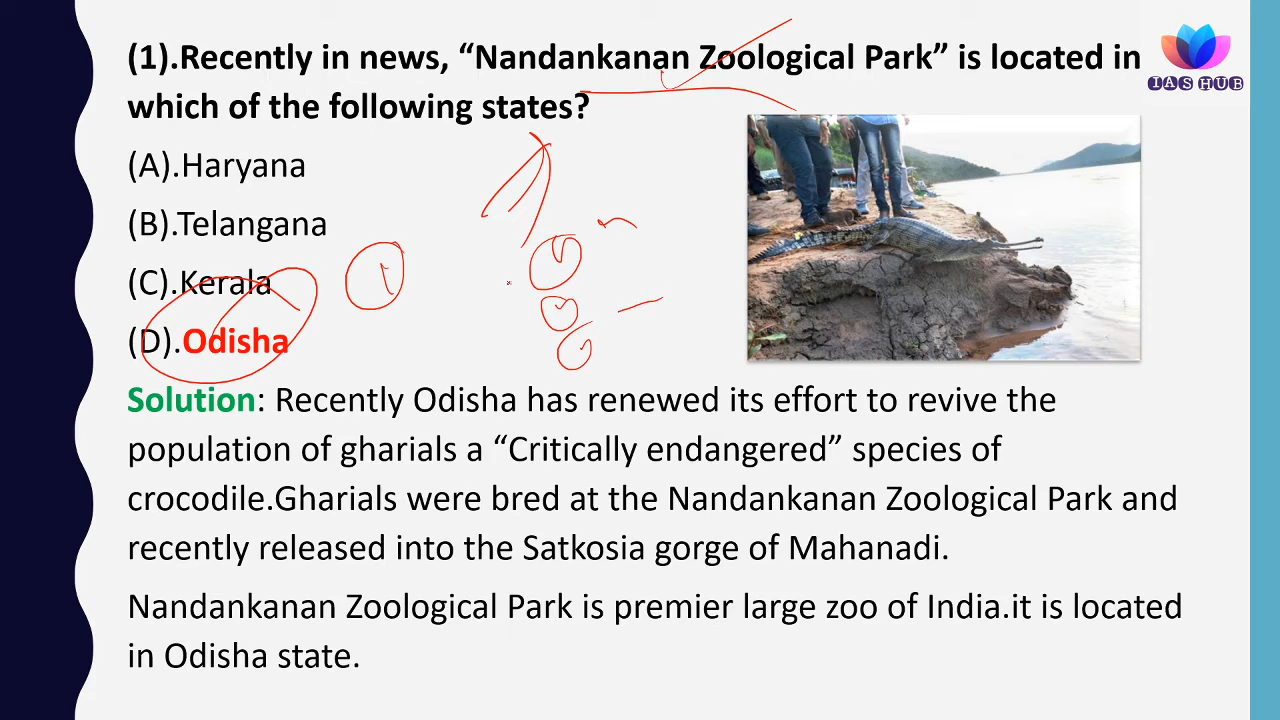 (1).Recently in news, “Nandankanan Zoological Park” is located in
which of the following states?
(A).Haryana
(B).Telangana
(C).Kerala
(D).Odisha
Solution: Recently Odisha has renewed its effort to revive the
population of gharials a “Critically endangered” species of
crocodile.Gharials were bred at the Nandankanan Zoological Park and
recently released into the Satkosia gorge of Mahanadi.
Nandankanan Zoological Park is premier large zoo of India.it is located
in Odisha state.
IAS HUB